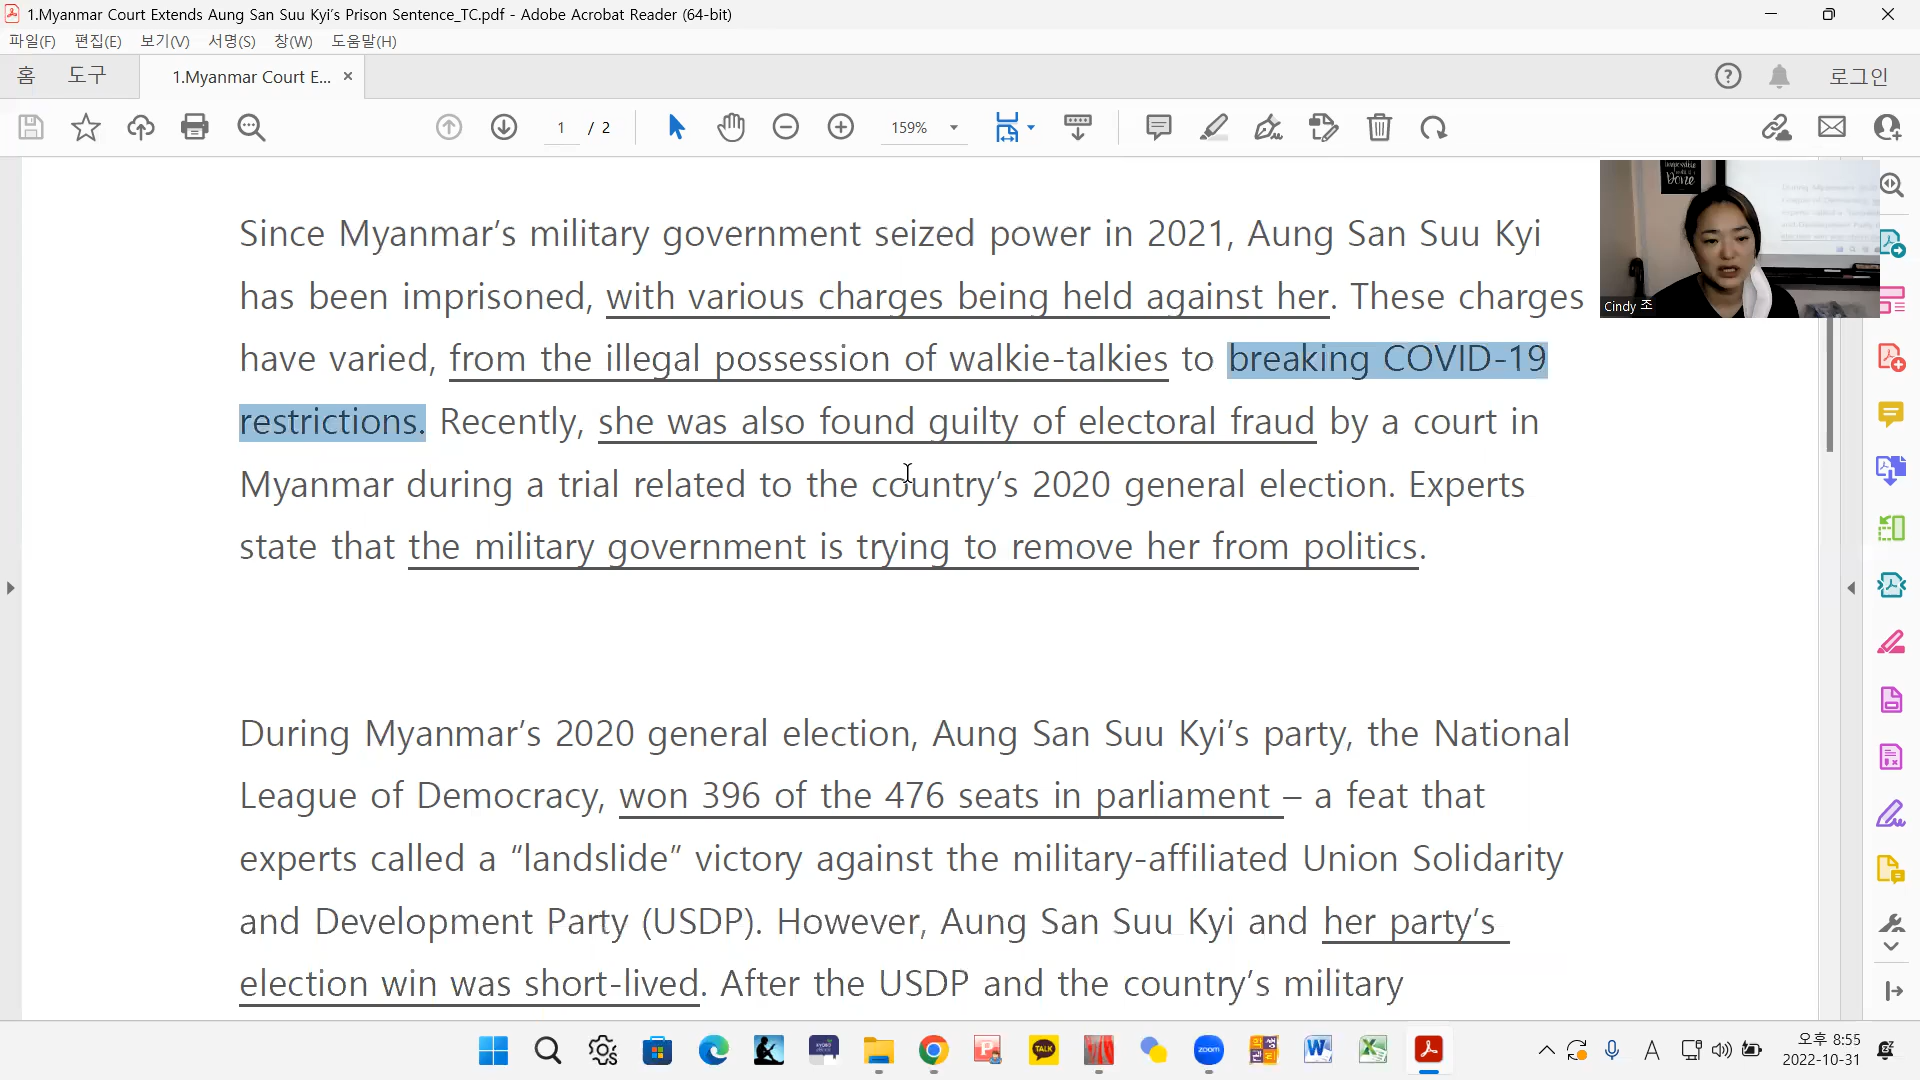 1.Myanmar Court Extends Aung San Suu Kyi's Prison Sentence_TC.pdf - Adobe Acrobat Reader (64-bit)
파일(F) 편집(E) 보기(V) 서명(S) 창(W) 도움말(H)
홈 도구 1.Myanmar Court E... × 로그인
1 / 2 159%
Since Myanmar’s military government seized power in 2021, Aung San Suu Kyi
has been imprisoned, with various charges being held against her. These charges
have varied, from the illegal possession of walkie-talkies to breaking COVID-19
restrictions. Recently, she was also found guilty of electoral fraud by a court in
Myanmar during a trial related to the country’s 2020 general election. Experts
state that the military government is trying to remove her from politics.
Done
Cindy 조
During Myanmar’s 2020 general election, Aung San Suu Kyi’s party, the National
League of Democracy, won 396 of the 476 seats in parliament – a feat that
experts called a “landslide” victory against the military-affiliated Union Solidarity
and Development Party (USDP). However, Aung San Suu Kyi and her party’s
election win was short-lived. After the USDP and the country’s military
TALK
zoom
A
오후 8:55
2022-10-31